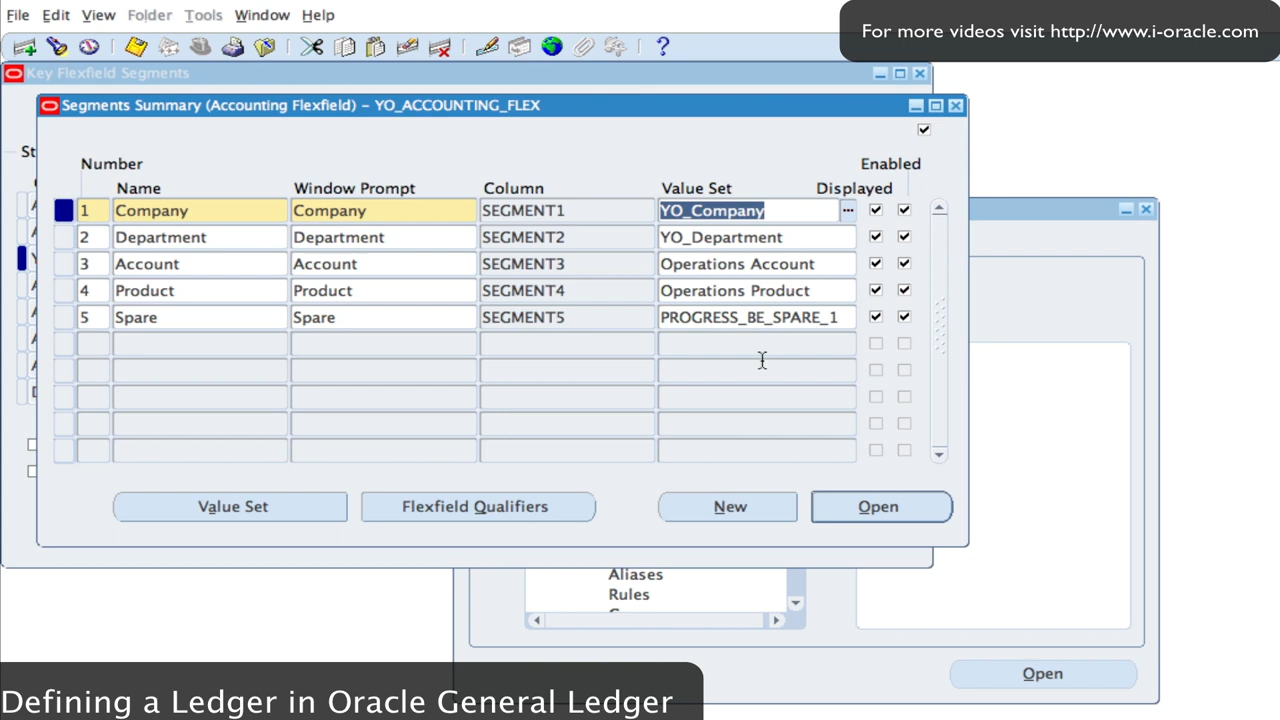 File Edit View Folder Tools Window Help
For more videos visit http://www.i-oracle.com
Key Flexfield Segments
Segments Summary (Accounting Flexfield) – YO_ACCOUNTING_FLEX
St
Number Enabled
Name Window Prompt Column Value Set Displayed
1 Company Company SEGMENT1 YO_Company
2 Department Department SEGMENT2 YO_Department
3 Account Account SEGMENT3 Operations Account
4 Product Product SEGMENT4 Operations Product
5 Spare Spare SEGMENT5 PROGRESS_BE_SPARE_1
Value Set Flexfield Qualifiers New Open
Aliases
Rules
Open
Defining a Ledger in Oracle General Ledger